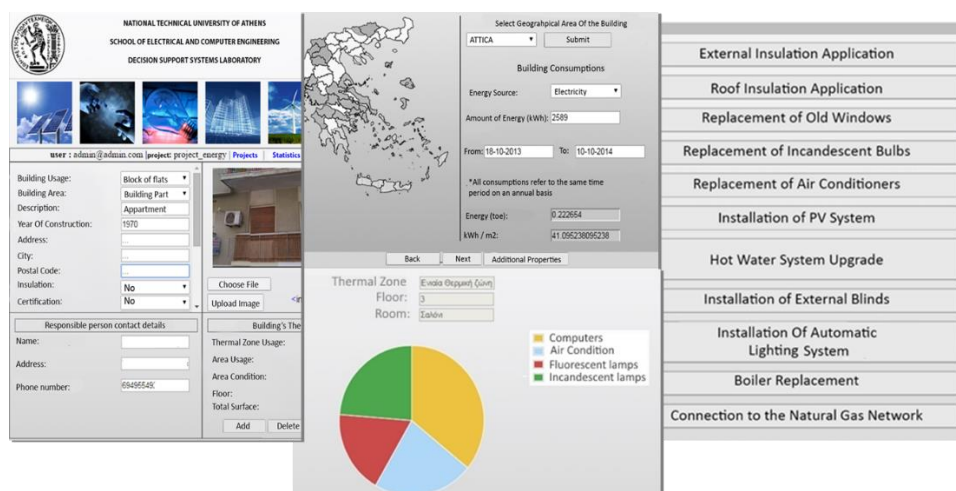 NATIONAL TECHNICAL UNIVERSITY OF ATHENS
SCHOOL OF ELECTRICAL AND COMPUTER ENGINEERING
DECISION SUPPORT SYSTEMS LABORATORY
user : admin@admin.com |project: project_energy | Projects | Statistics
Building Usage: Block of flats
Building Area: Building Part
Description: Appartment
Year Of Construction: 1970
Address: ...
City: ...
Postal Code: ...
Insulation: No
Certification: No
Choose File
Upload Image
Responsible person contact details
Name:
Address:
Phone number:
Building's The
Thermal Zone Usage:
Area Usage:
Area Condition:
Floor:
Total Surface:
Add Delete
Select Geograhpical Area Of the Building
ATTICA Submit
Building Consumptions
Energy Source: Electricity
Amount of Energy (kWh): 2589
From: 18-10-2013 To: 10-10-2014
*All consumptions refer to the same time
period on an annual basis
Energy (toe): 0.222654
kWh / m2: 41.095238095238
Back Next Additional Properties
Thermal Zone Ενιαία Θερμική ζώνη
Floor: 3
Room: Σαλόνι
Computers
Air Condition
Fluorescent lamps
Incandescent lamps
External Insulation Application
Roof Insulation Application
Replacement of Old Windows
Replacement of Incandescent Bulbs
Replacement of Air Conditioners
Installation of PV System
Hot Water System Upgrade
Installation of External Blinds
Installation Of Automatic
Lighting System
Boiler Replacement
Connection to the Natural Gas Network